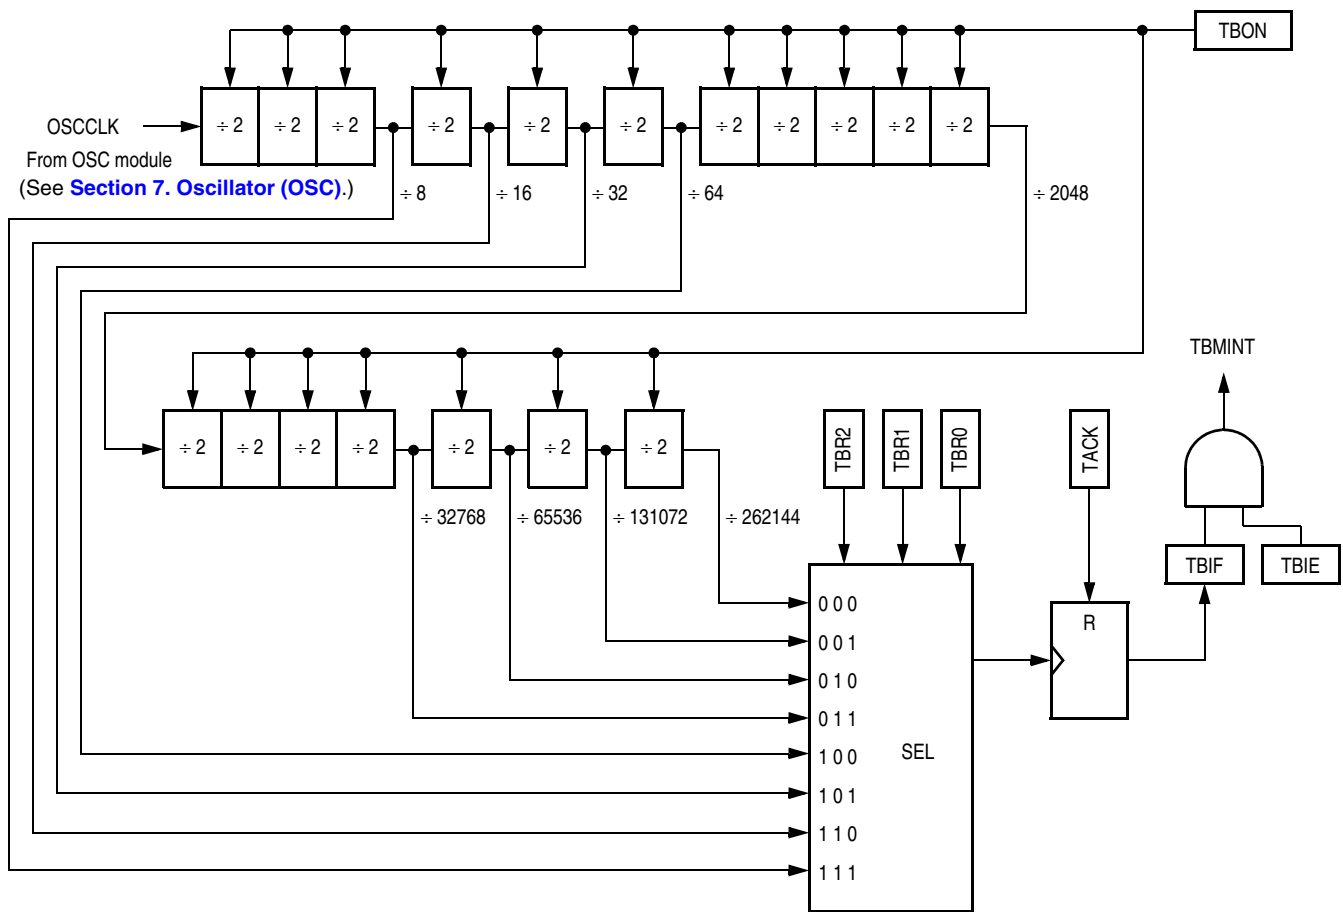 TBON
÷ 2 ÷ 2 ÷ 2 ÷ 2 ÷ 2 ÷ 2 ÷ 2 ÷ 2 ÷ 2 ÷ 2 ÷ 2
OSCCLK
From OSC module
(See Section 7. Oscillator (OSC).)
÷ 8
÷ 16
÷ 32
÷ 64
÷ 2048
TBMINT
÷ 2 ÷ 2 ÷ 2 ÷ 2 ÷ 2 ÷ 2 ÷ 2
TBR2
TBR1
TBR0
TACK
÷ 32768
÷ 65536
÷ 131072
÷ 262144
TBIF
TBIE
0 0 0
0 0 1
0 1 0
0 1 1
1 0 0
1 0 1
1 1 0
1 1 1
SEL
R